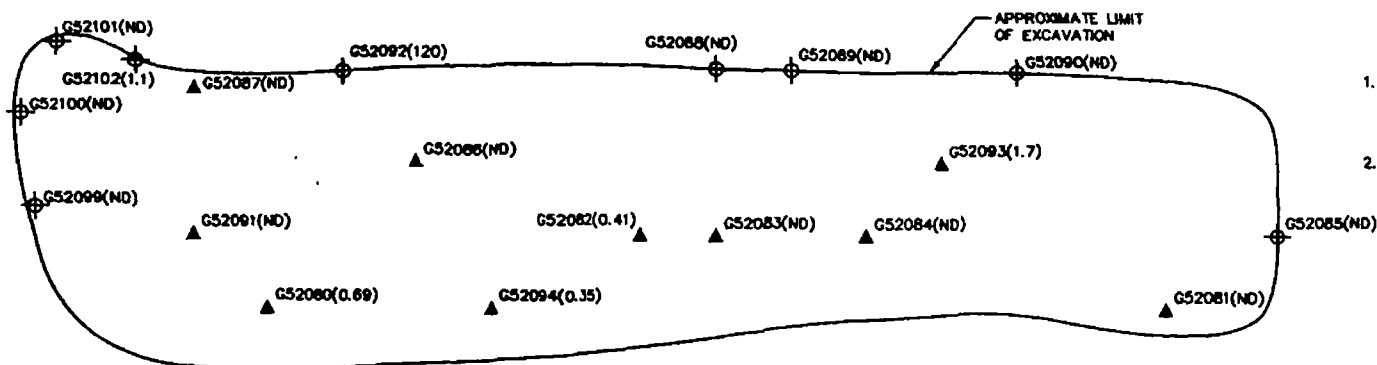 G52101(ND)
APPROXIMATE LIMIT
OF EXCAVATION
G52092(120)
G52088(ND)
G52089(ND)
G52090(ND)
G52102(1.1)
G52087(ND)
1.
G52100(ND)
G52086(ND)
G52093(1.7)
2.
G52099(ND)
G52091(ND)
G52082(0.41)
G52083(ND)
G52084(ND)
G52085(ND)
G52080(0.69)
G52094(0.35)
G52081(ND)